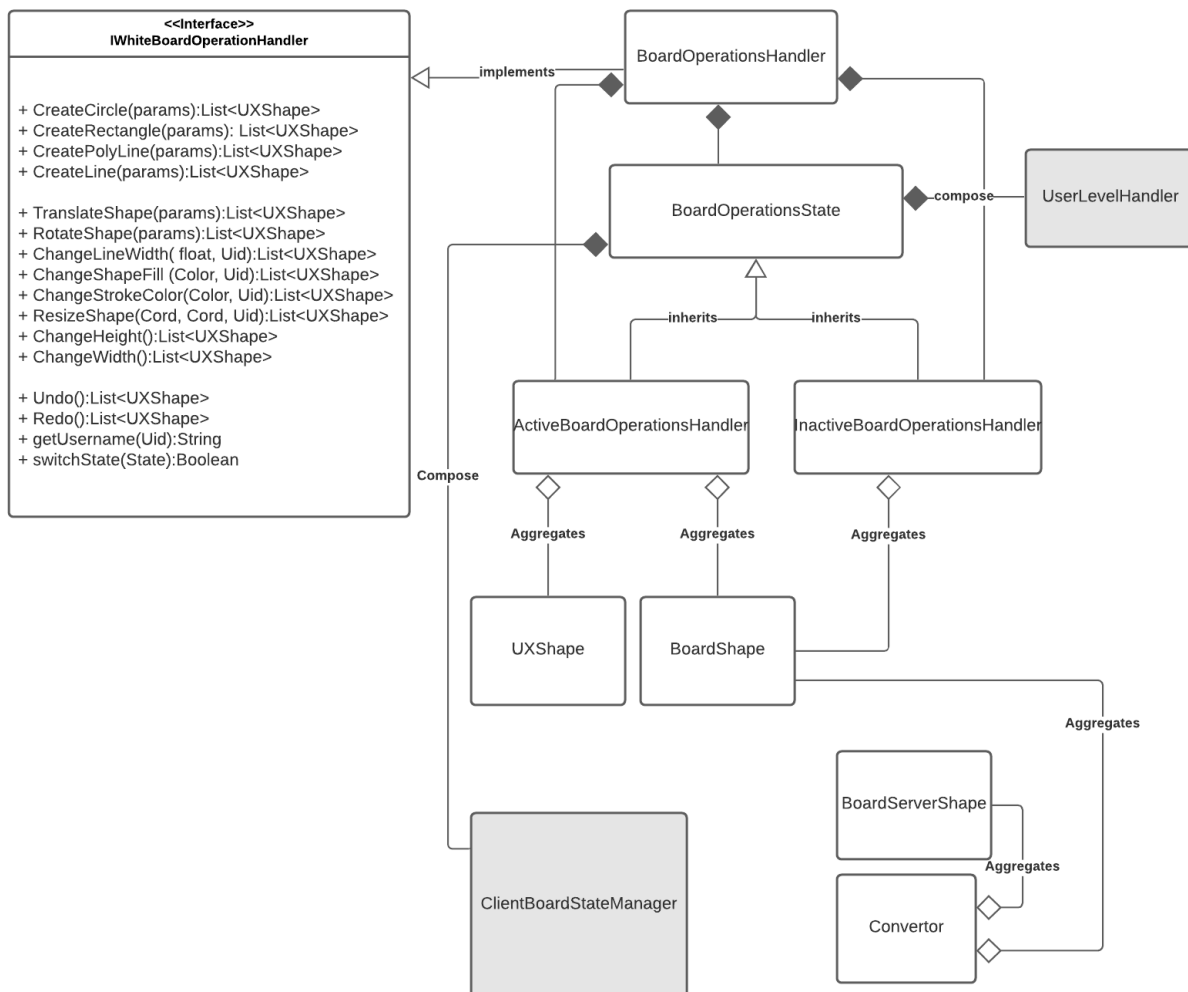 <<Interface>>
IWhiteBoardOperationHandler
+ CreateCircle(params):List<UXShape>
+ CreateRectangle(params): List<UXShape>
+ CreatePolyLine(params):List<UXShape>
+ CreateLine(params):List<UXShape>
+ TranslateShape(params):List<UXShape>
+ RotateShape(params):List<UXShape>
+ ChangeLineWidth( float, Uid):List<UXShape>
+ ChangeShapeFill (Color, Uid):List<UXShape>
+ ChangeStrokeColor(Color, Uid):List<UXShape>
+ ResizeShape(Cord, Cord, Uid):List<UXShape>
+ ChangeHeight():List<UXShape>
+ ChangeWidth():List<UXShape>
+ Undo():List<UXShape>
+ Redo():List<UXShape>
+ getUsername(Uid):String
+ switchState(State):Boolean
implements
BoardOperationsHandler
BoardOperationsState
compose
UserLevelHandler
inherits
inherits
ActiveBoardOperationsHandler
InactiveBoardOperationsHandler
Compose
Aggregates
Aggregates
Aggregates
UXShape
BoardShape
Aggregates
BoardServerShape
Aggregates
ClientBoardStateManager
Convertor